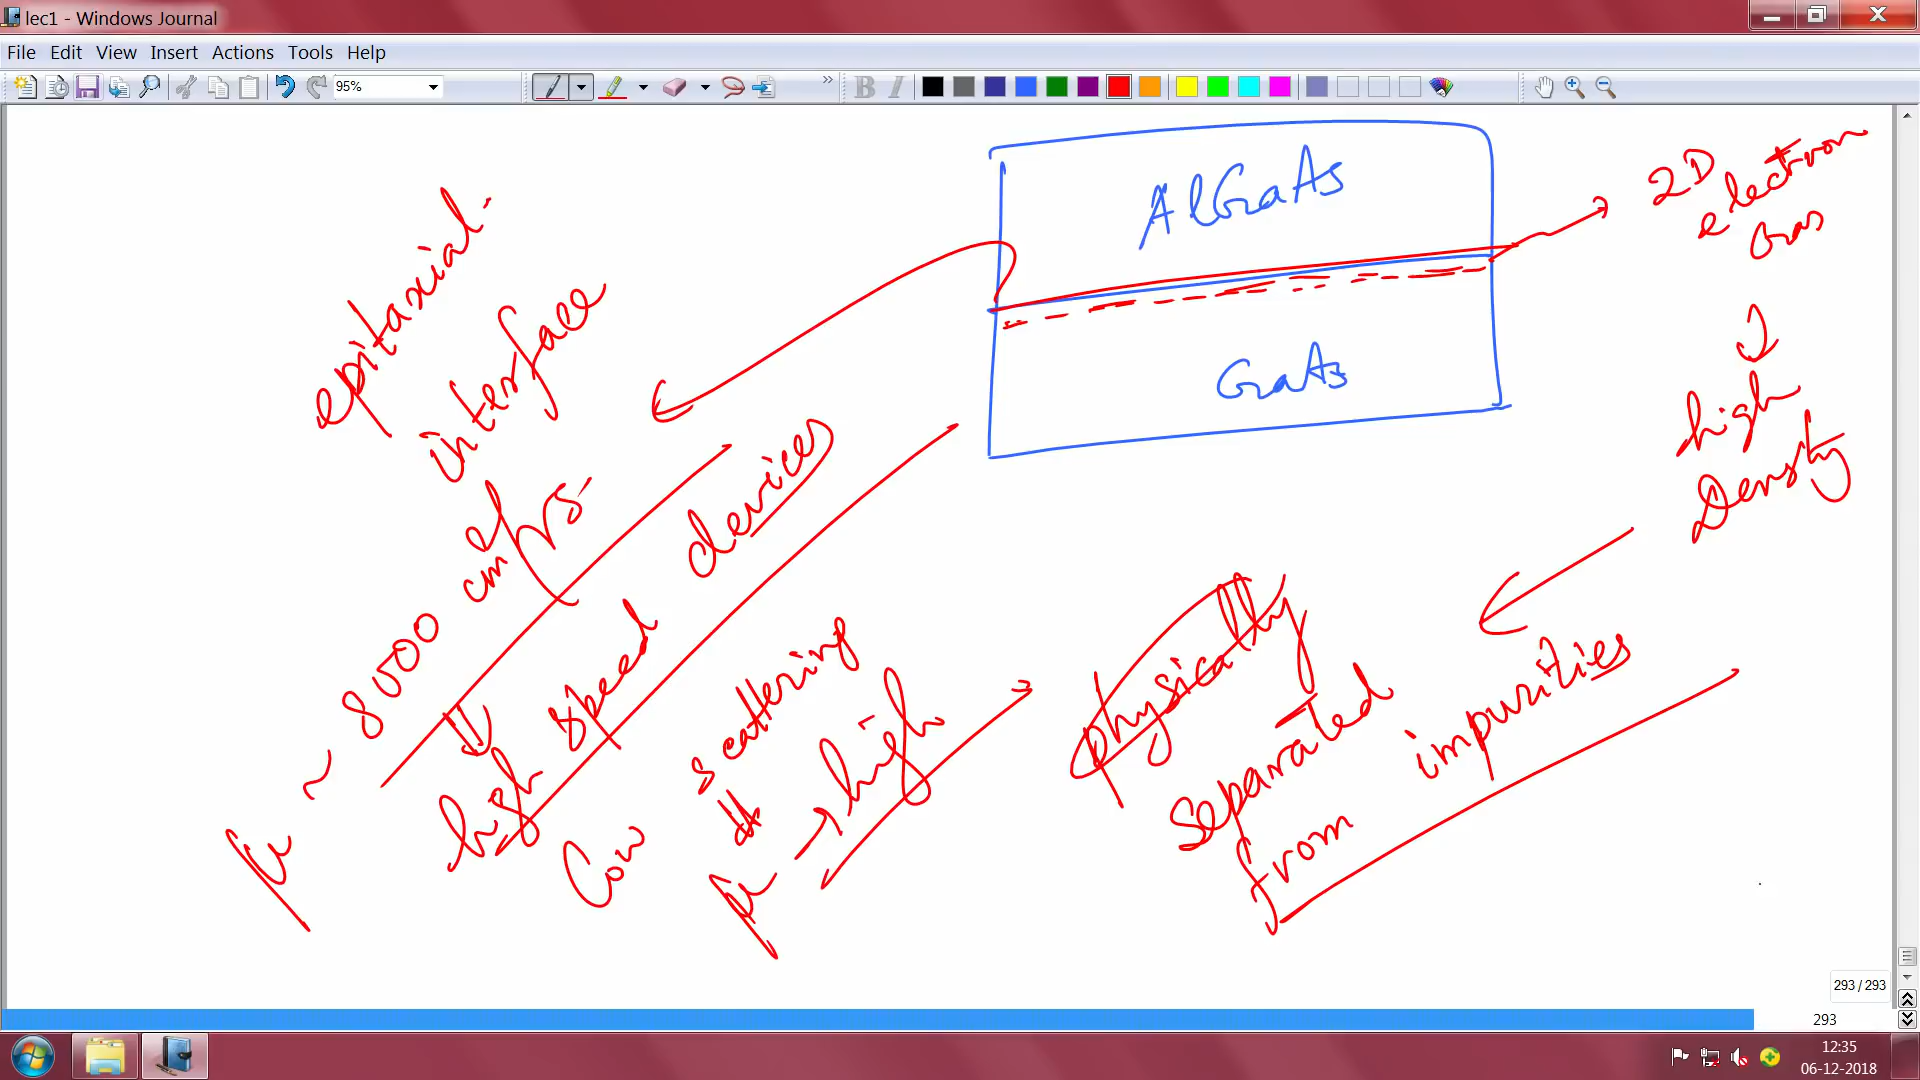 lec1 - Windows Journal
File Edit View Insert Actions Tools Help
95%
B I
AlGaAs
GaAs
2D
electron
Gas
high
Density
epitaxial
interface
μ ~ 8000 cm²/Vs
high speed devices
Low scattering
μ → high
physically
separated
from impurities
293 / 293
293
12:35
06-12-2018